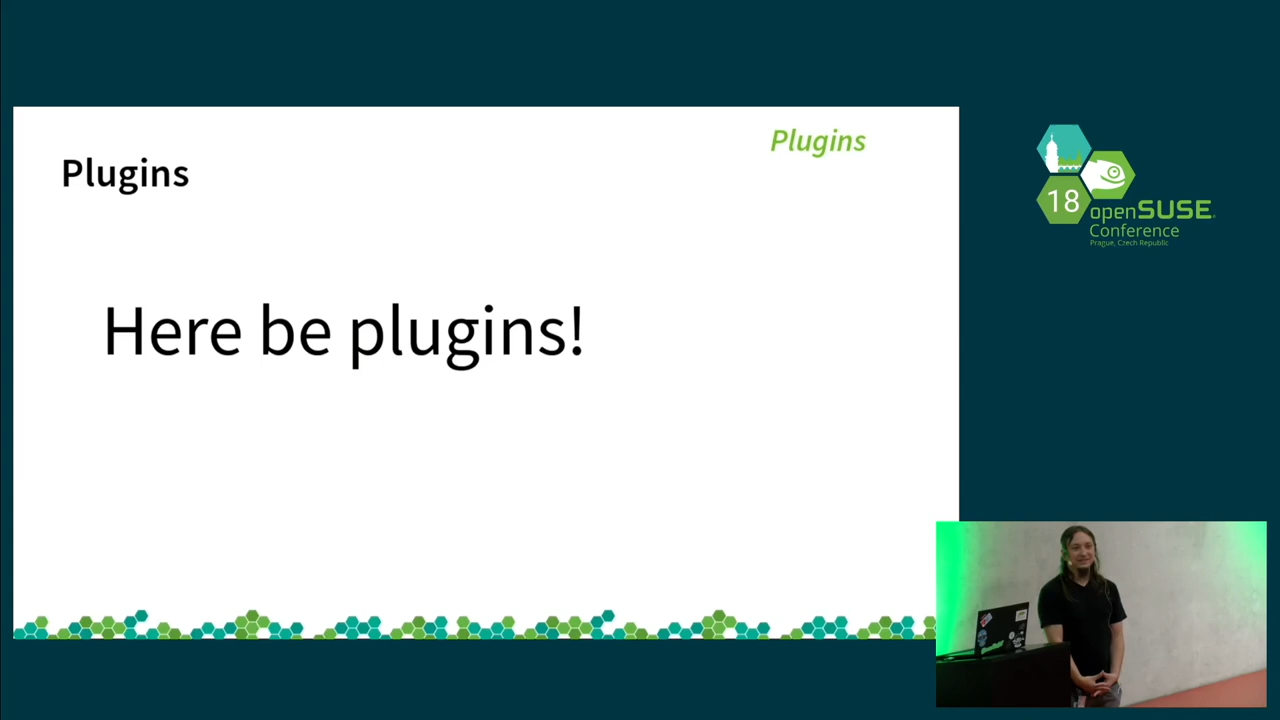 Plugins
Plugins
Here be plugins!
18
openSUSE
Conference
Prague, Czech Republic